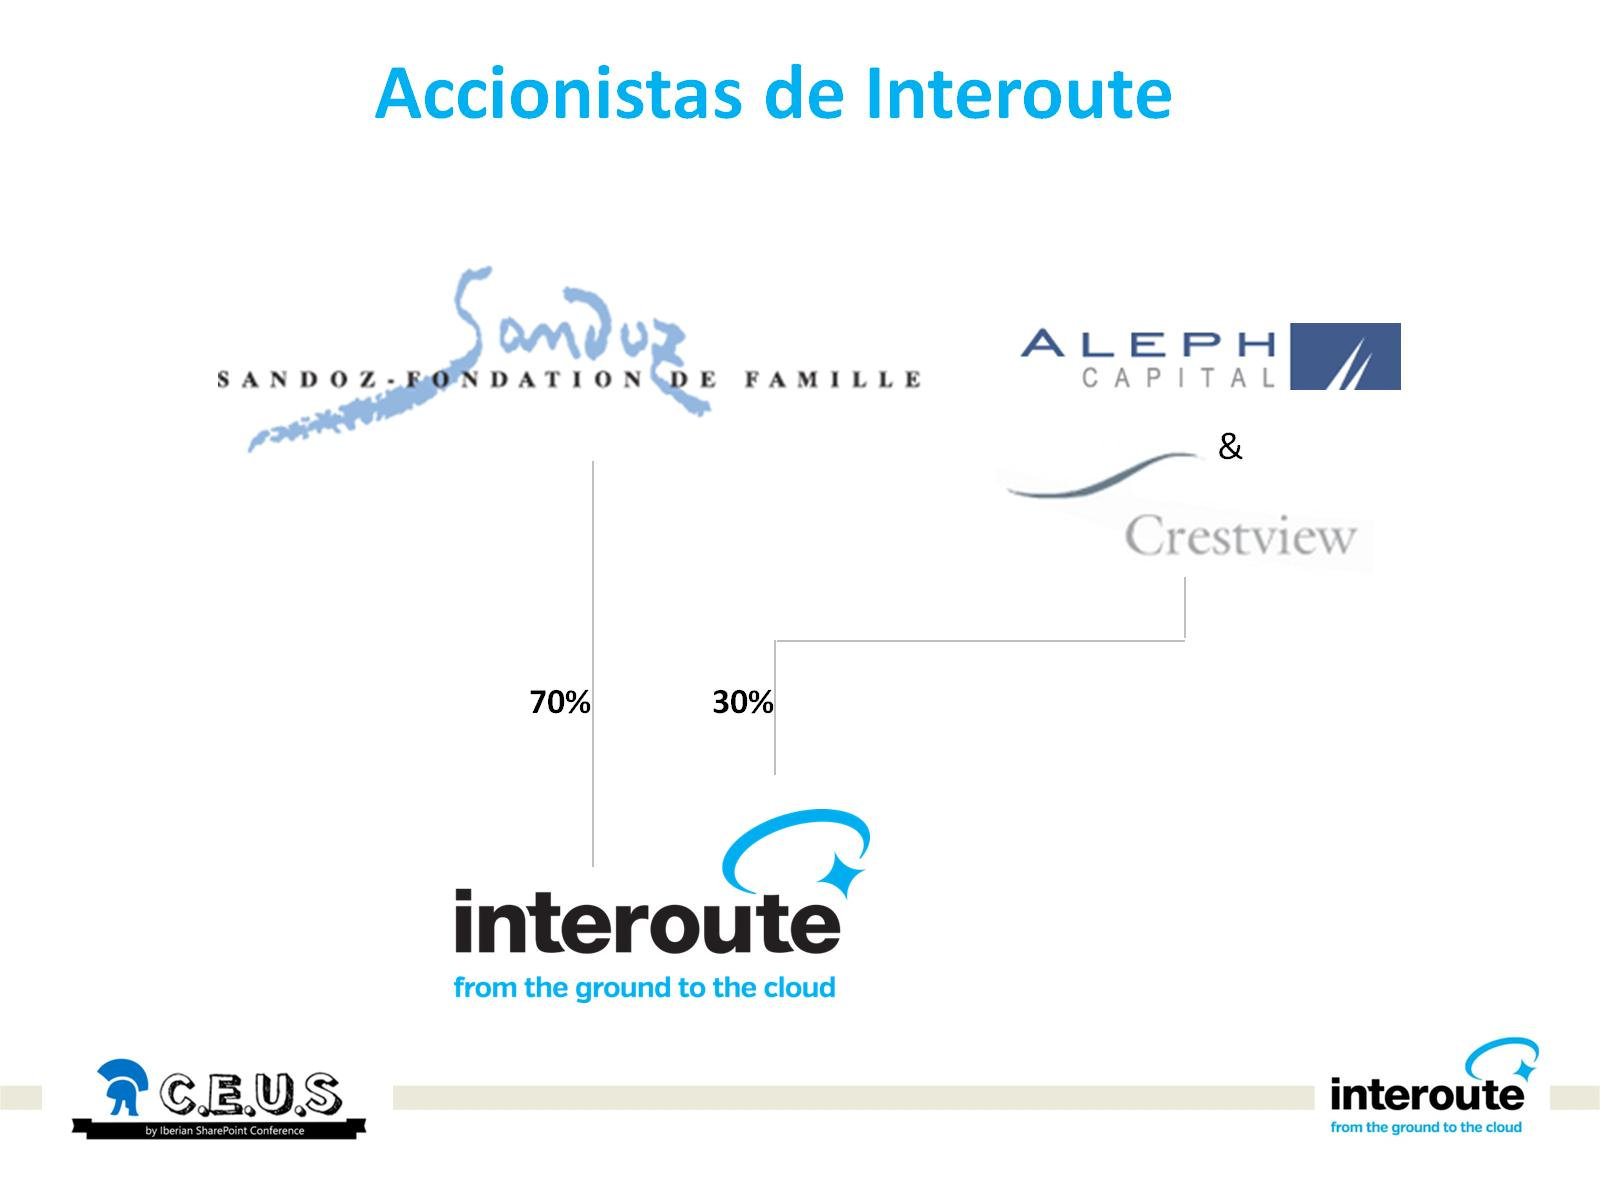 Accionistas de Interoute
Sandoz
SANDOZ-FONDATION DE FAMILLE
ALEPH
CAPITAL
&
Crestview
70%
30%
interoute
from the ground to the cloud
C.E.U.S
by Iberian SharePoint Conference
interoute
from the ground to the cloud